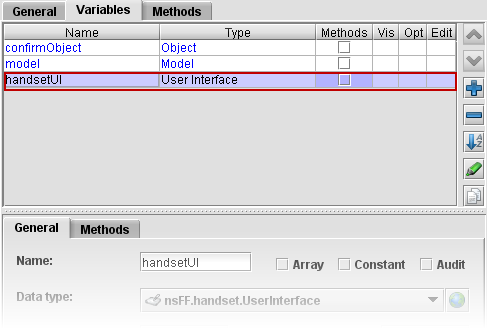 General Variables Methods
Name Type Methods Vis Opt Edit
confirmObject Object
model Model
handsetUI User Interface
General Methods
Name: handsetUI Array Constant Audit
Data type: nsFF.handset.UserInterface